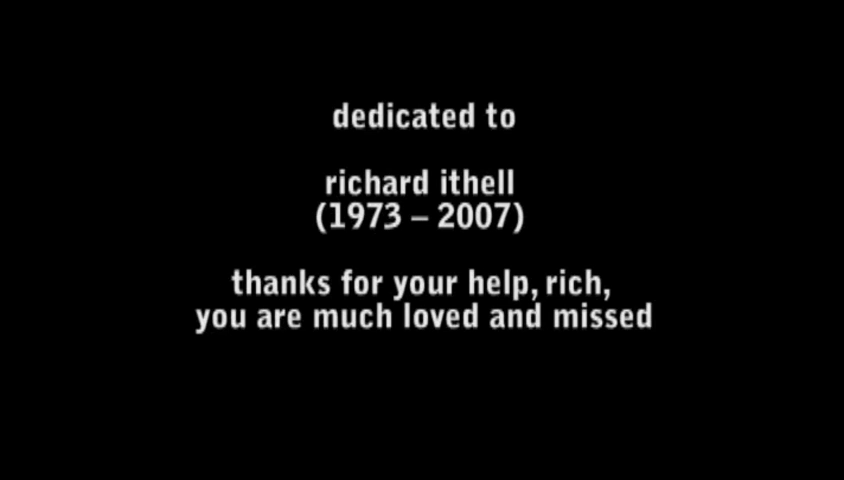 dedicated to
richard ithell
(1973 – 2007)
thanks for your help, rich,
you are much loved and missed